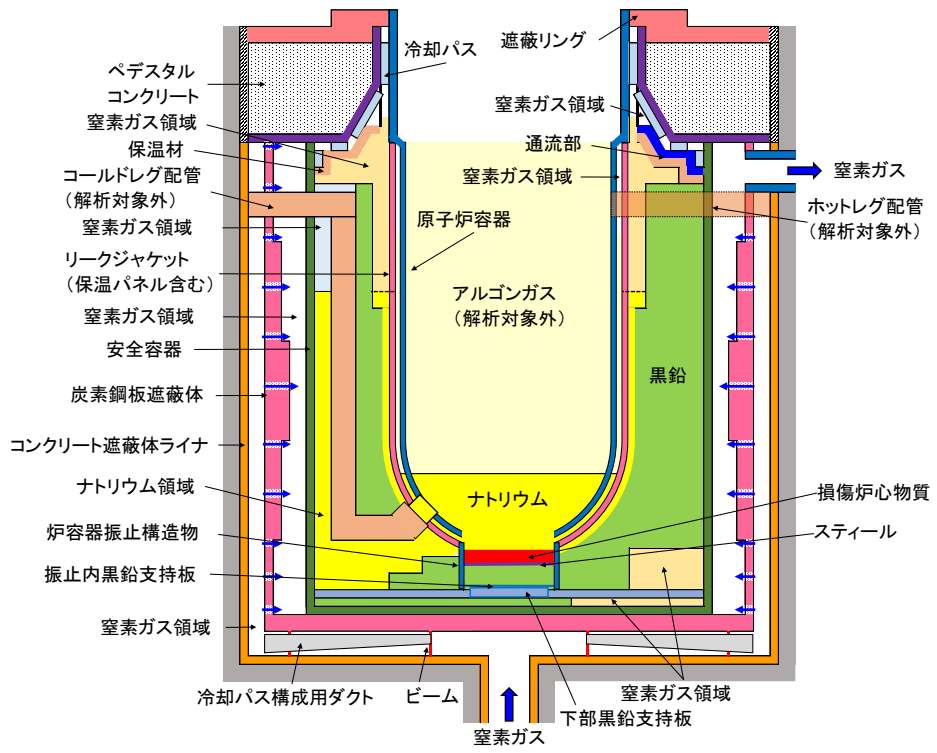 冷却パス
遮蔽リング
ペデスタル
コンクリート
窒素ガス領域
保温材
コールドレグ配管
（解析対象外）
窒素ガス領域
リークジャケット
（保温パネル含む）
窒素ガス領域
安全容器
炭素鋼板遮蔽体
コンクリート遮蔽体ライナ
ナトリウム領域
炉容器振止構造物
振止内黒鉛支持板
窒素ガス領域
冷却パス構成用ダクト
ビーム
窒素ガス
下部黒鉛支持板
窒素ガス領域
原子炉容器
アルゴンガス
（解析対象外）
ナトリウム
黒鉛
窒素ガス領域
通流部
窒素ガス領域
窒素ガス
ホットレグ配管
（解析対象外）
損傷炉心物質
スティール